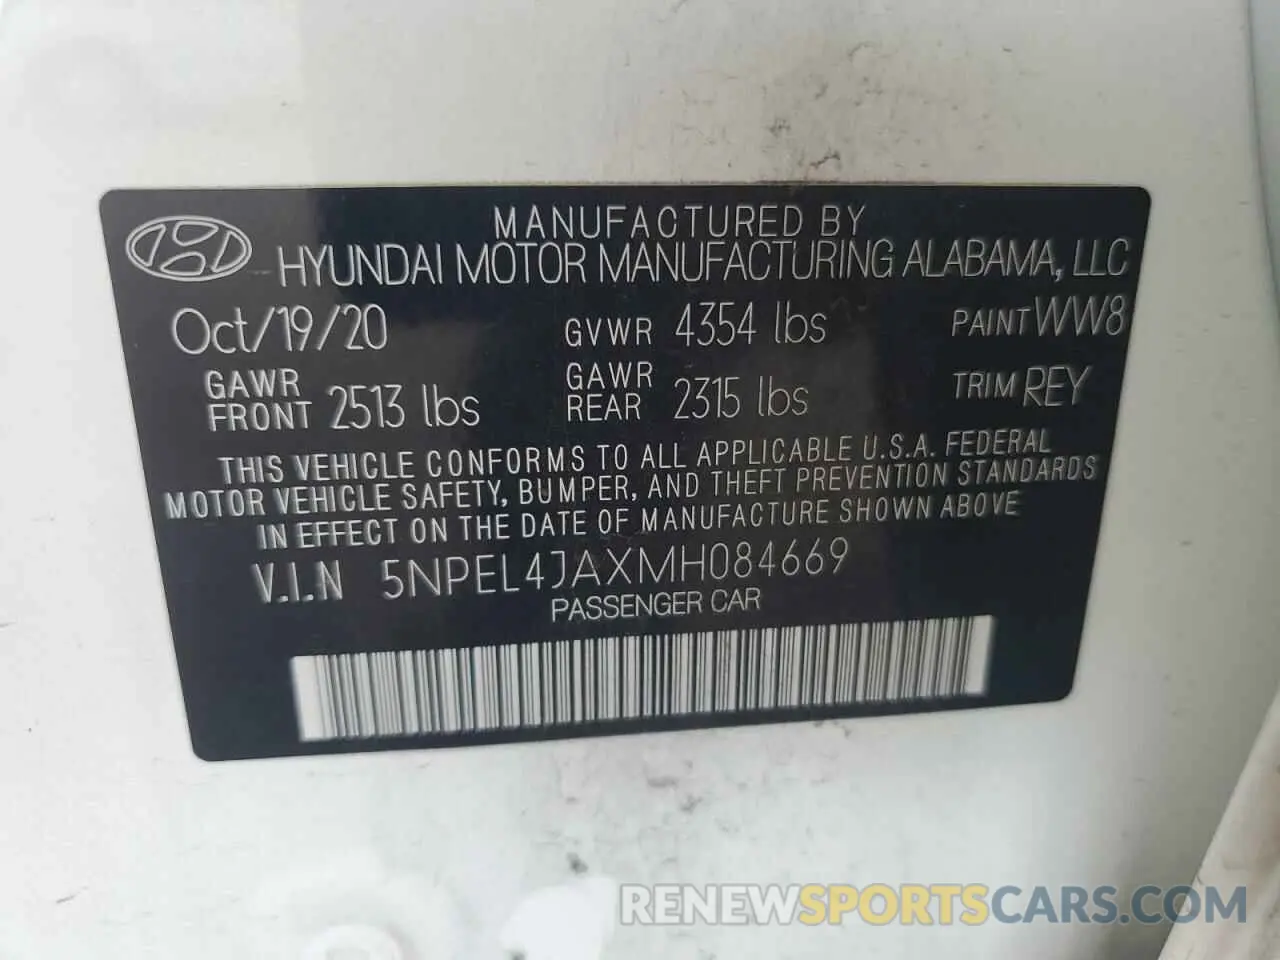 MANUFACTURED BY
HYUNDAI MOTOR MANUFACTURING ALABAMA, LLC
Oct/19/20 GVWR 4354 lbs PAINT WW8
GAWR FRONT 2513 lbs GAWR REAR 2315 lbs TRIM REY
THIS VEHICLE CONFORMS TO ALL APPLICABLE U.S.A. FEDERAL
MOTOR VEHICLE SAFETY, BUMPER, AND THEFT PREVENTION STANDARDS
IN EFFECT ON THE DATE OF MANUFACTURE SHOWN ABOVE
V.I.N 5NPEL4JAXMH084669
PASSENGER CAR
RENEWSPORTSCARS.COM